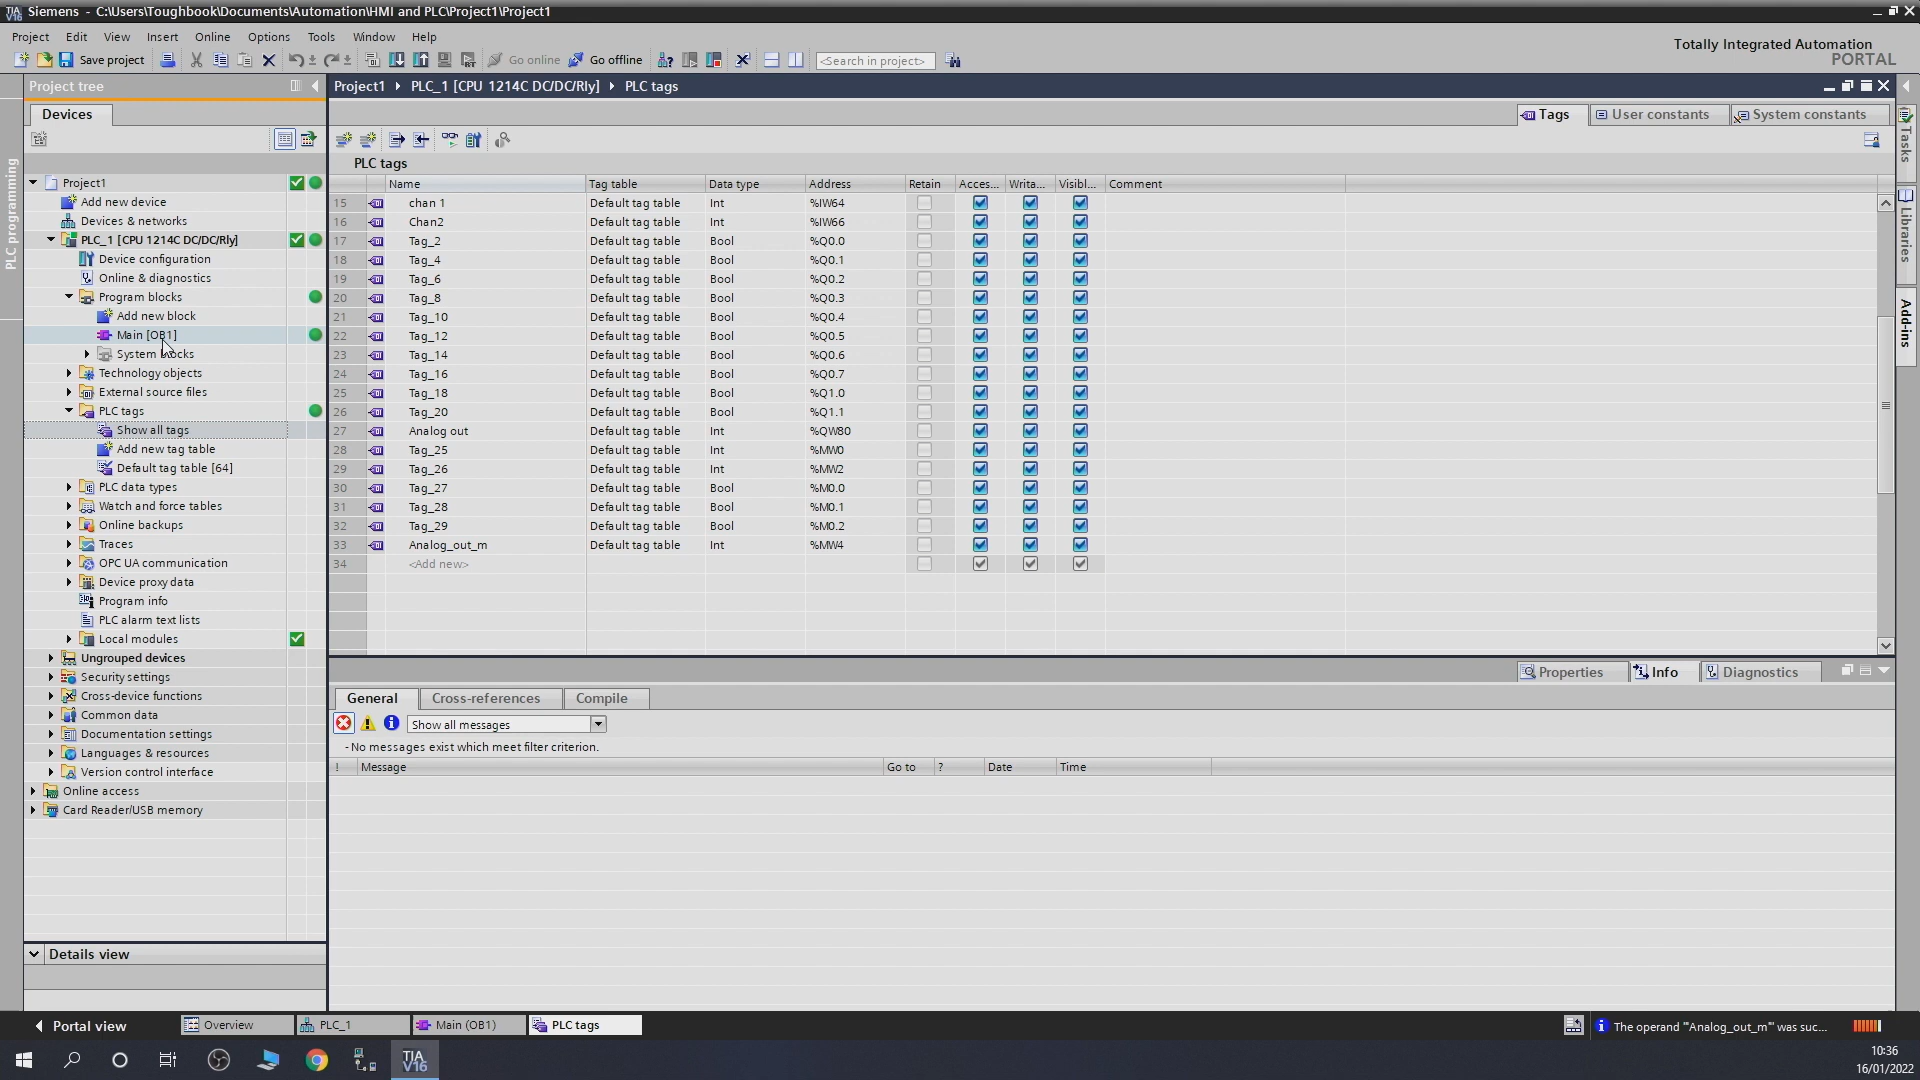 Siemens - C:\Users\Toughbook\Documents\Automation\HMI and PLC\Project1\Project1
Project Edit View Insert Online Options Tools Window Help
Totally Integrated Automation
PORTAL
Save project Go online Go offline <Search in project>
Project tree
Project1 PLC_1 [CPU 1214C DC/DC/Rly] PLC tags
Devices
Tags User constants System constants
PLC programming
Tasks
Libraries
Add-ins
Project1
Add new device
Devices & networks
PLC_1 [CPU 1214C DC/DC/Rly]
Device configuration
Online & diagnostics
Program blocks
Add new block
Main [OB1]
System blocks
Technology objects
External source files
PLC tags
Show all tags
Add new tag table
Default tag table [64]
PLC data types
Watch and force tables
Online backups
Traces
OPC UA communication
Device proxy data
Program info
PLC alarm text lists
Local modules
Ungrouped devices
Security settings
Cross-device functions
Common data
Documentation settings
Languages & resources
Version control interface
Online access
Card Reader/USB memory
Details view
PLC tags
Name Tag table Data type Address Retain Acces... Writa... Visibl... Comment
15 chan 1 Default tag table Int %IW64
16 Chan2 Default tag table Int %IW66
17 Tag_2 Default tag table Bool %Q0.0
18 Tag_4 Default tag table Bool %Q0.1
19 Tag_6 Default tag table Bool %Q0.2
20 Tag_8 Default tag table Bool %Q0.3
21 Tag_10 Default tag table Bool %Q0.4
22 Tag_12 Default tag table Bool %Q0.5
23 Tag_14 Default tag table Bool %Q0.6
24 Tag_16 Default tag table Bool %Q0.7
25 Tag_18 Default tag table Bool %Q1.0
26 Tag_20 Default tag table Bool %Q1.1
27 Analog out Default tag table Int %QW80
28 Tag_25 Default tag table Int %MW0
29 Tag_26 Default tag table Int %MW2
30 Tag_27 Default tag table Bool %M0.0
31 Tag_28 Default tag table Bool %M0.1
32 Tag_29 Default tag table Bool %M0.2
33 Analog_out_m Default tag table Int %MW4
34 <Add new>
Properties Info Diagnostics
General Cross-references Compile
Show all messages
- No messages exist which meet filter criterion.
! Message Go to ? Date Time
Portal view Overview PLC_1 Main (OB1) PLC tags The operand '"Analog_out_m"' was suc...
TIA V16
10:36
16/01/2022